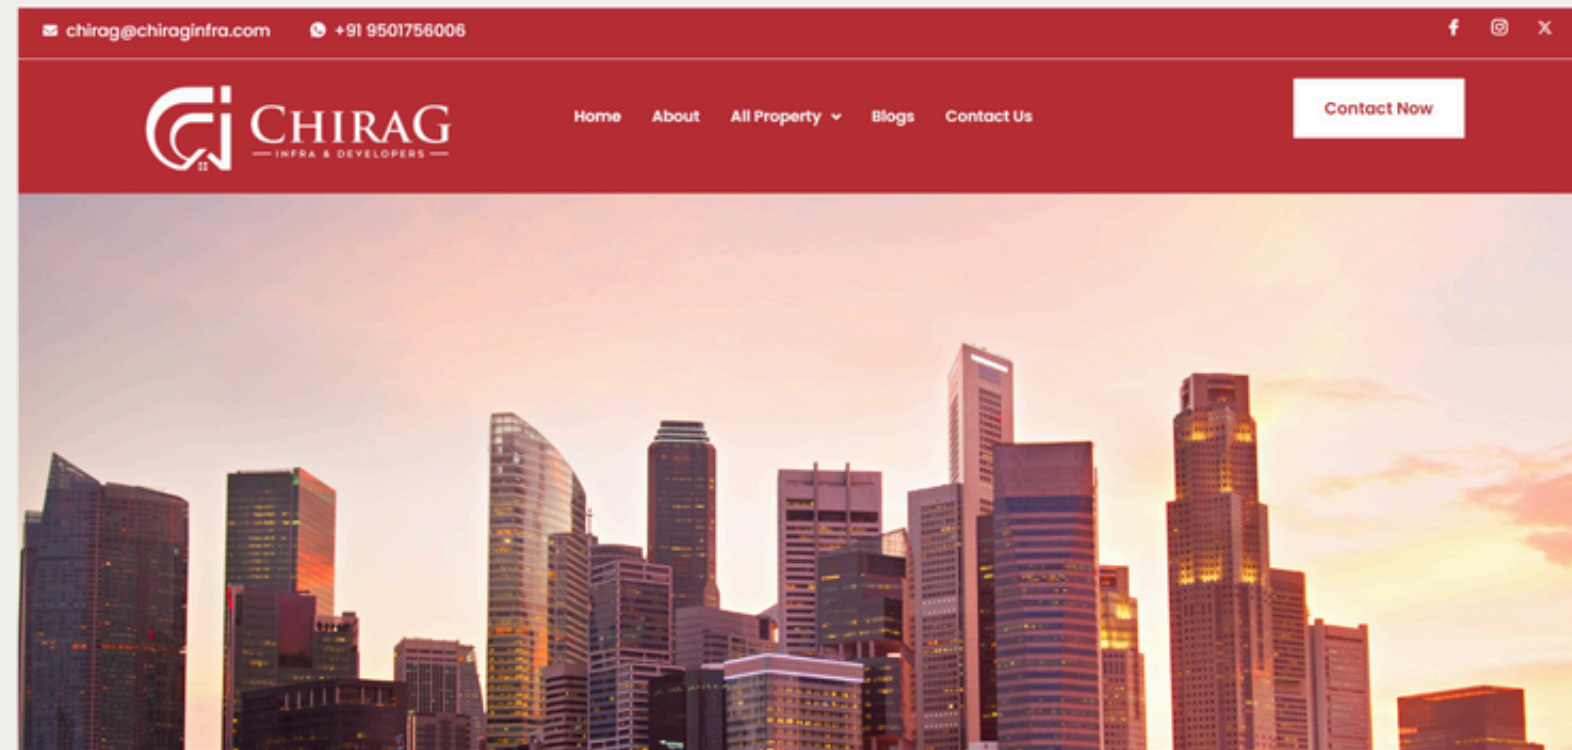 chirag@chiraginfra.com +91 9501756006
CHIRAG
INFRA & DEVELOPERS
Home About All Property Blogs Contact Us
Contact Now